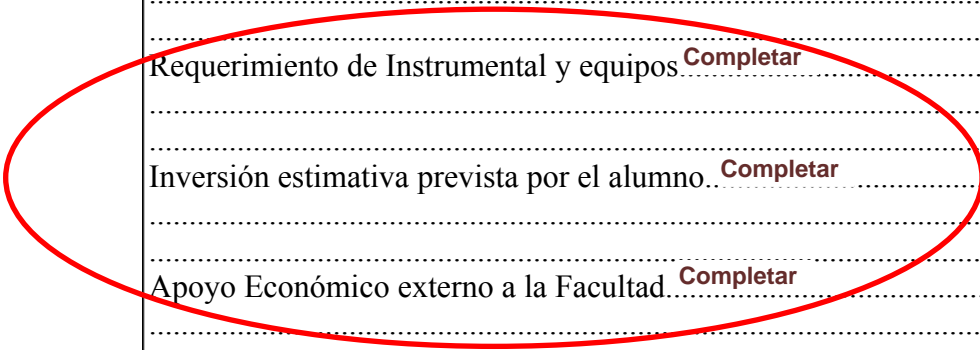 ................................................................................
................................................................................
Requerimiento de Instrumental y equipos Completar ....................
................................................................................
................................................................................
Inversión estimativa prevista por el alumno.. Completar ...............
................................................................................
................................................................................
Apoyo Económico externo a la Facultad Completar ....................
................................................................................